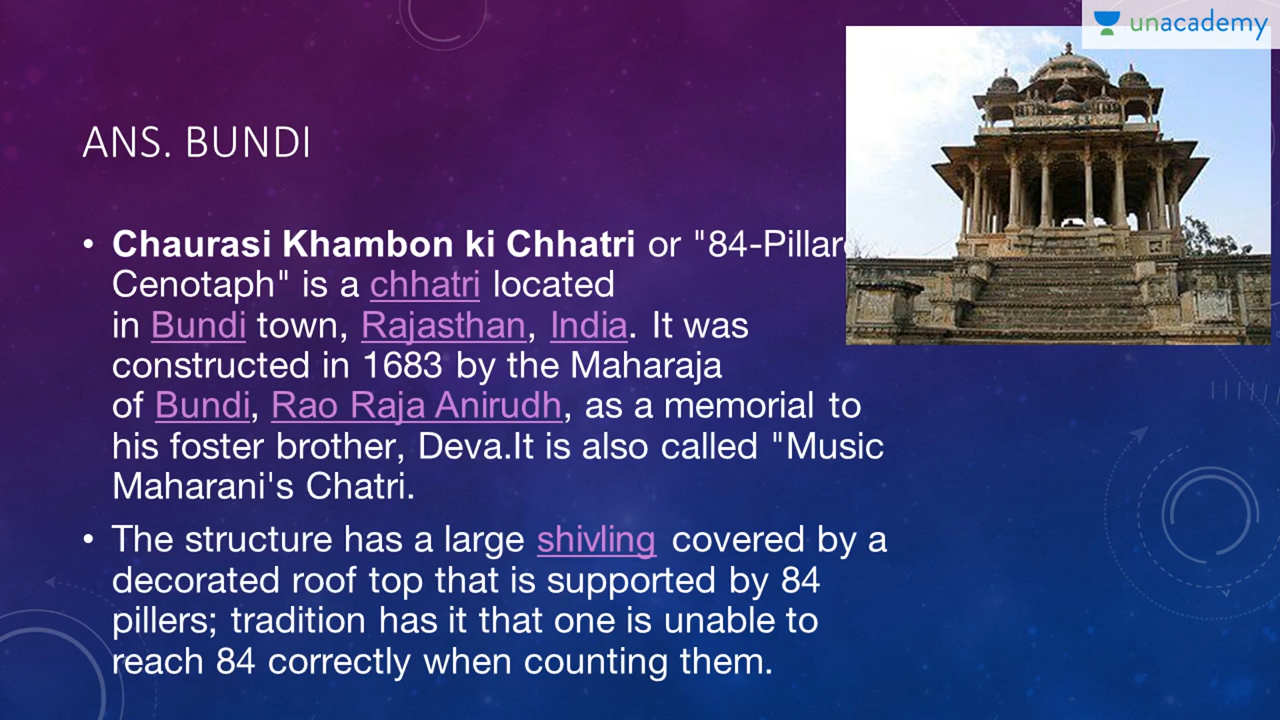 unacademy
ANS. BUNDI
• Chaurasi Khambon ki Chhatri or "84-Pillar
Cenotaph" is a chhatri located
in Bundi town, Rajasthan, India. It was
constructed in 1683 by the Maharaja
of Bundi, Rao Raja Anirudh, as a memorial to
his foster brother, Deva.It is also called "Music
Maharani's Chatri.
• The structure has a large shivling covered by a
decorated roof top that is supported by 84
pillers; tradition has it that one is unable to
reach 84 correctly when counting them.